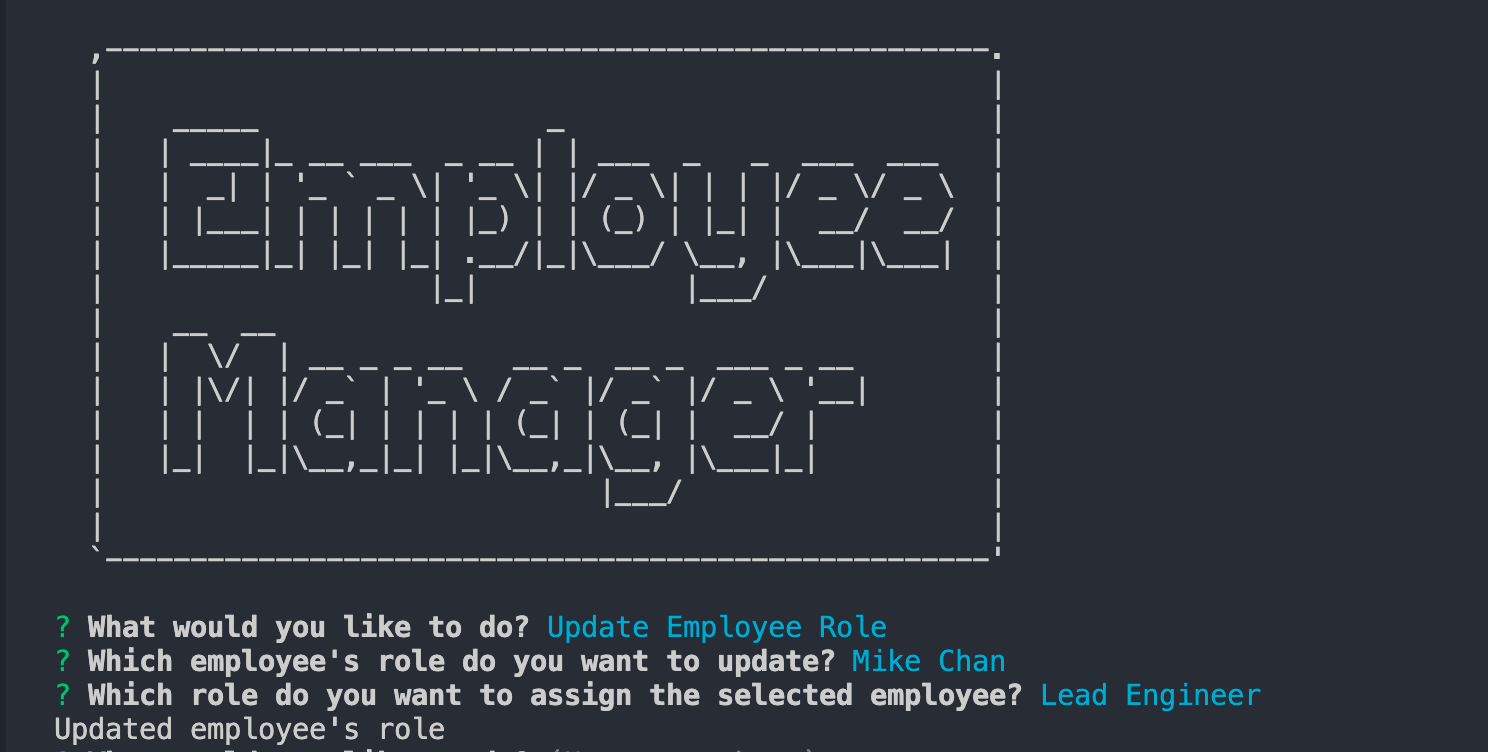 Employee
Manager
? What would you like to do? Update Employee Role
? Which employee's role do you want to update? Mike Chan
? Which role do you want to assign the selected employee? Lead Engineer
Updated employee's role